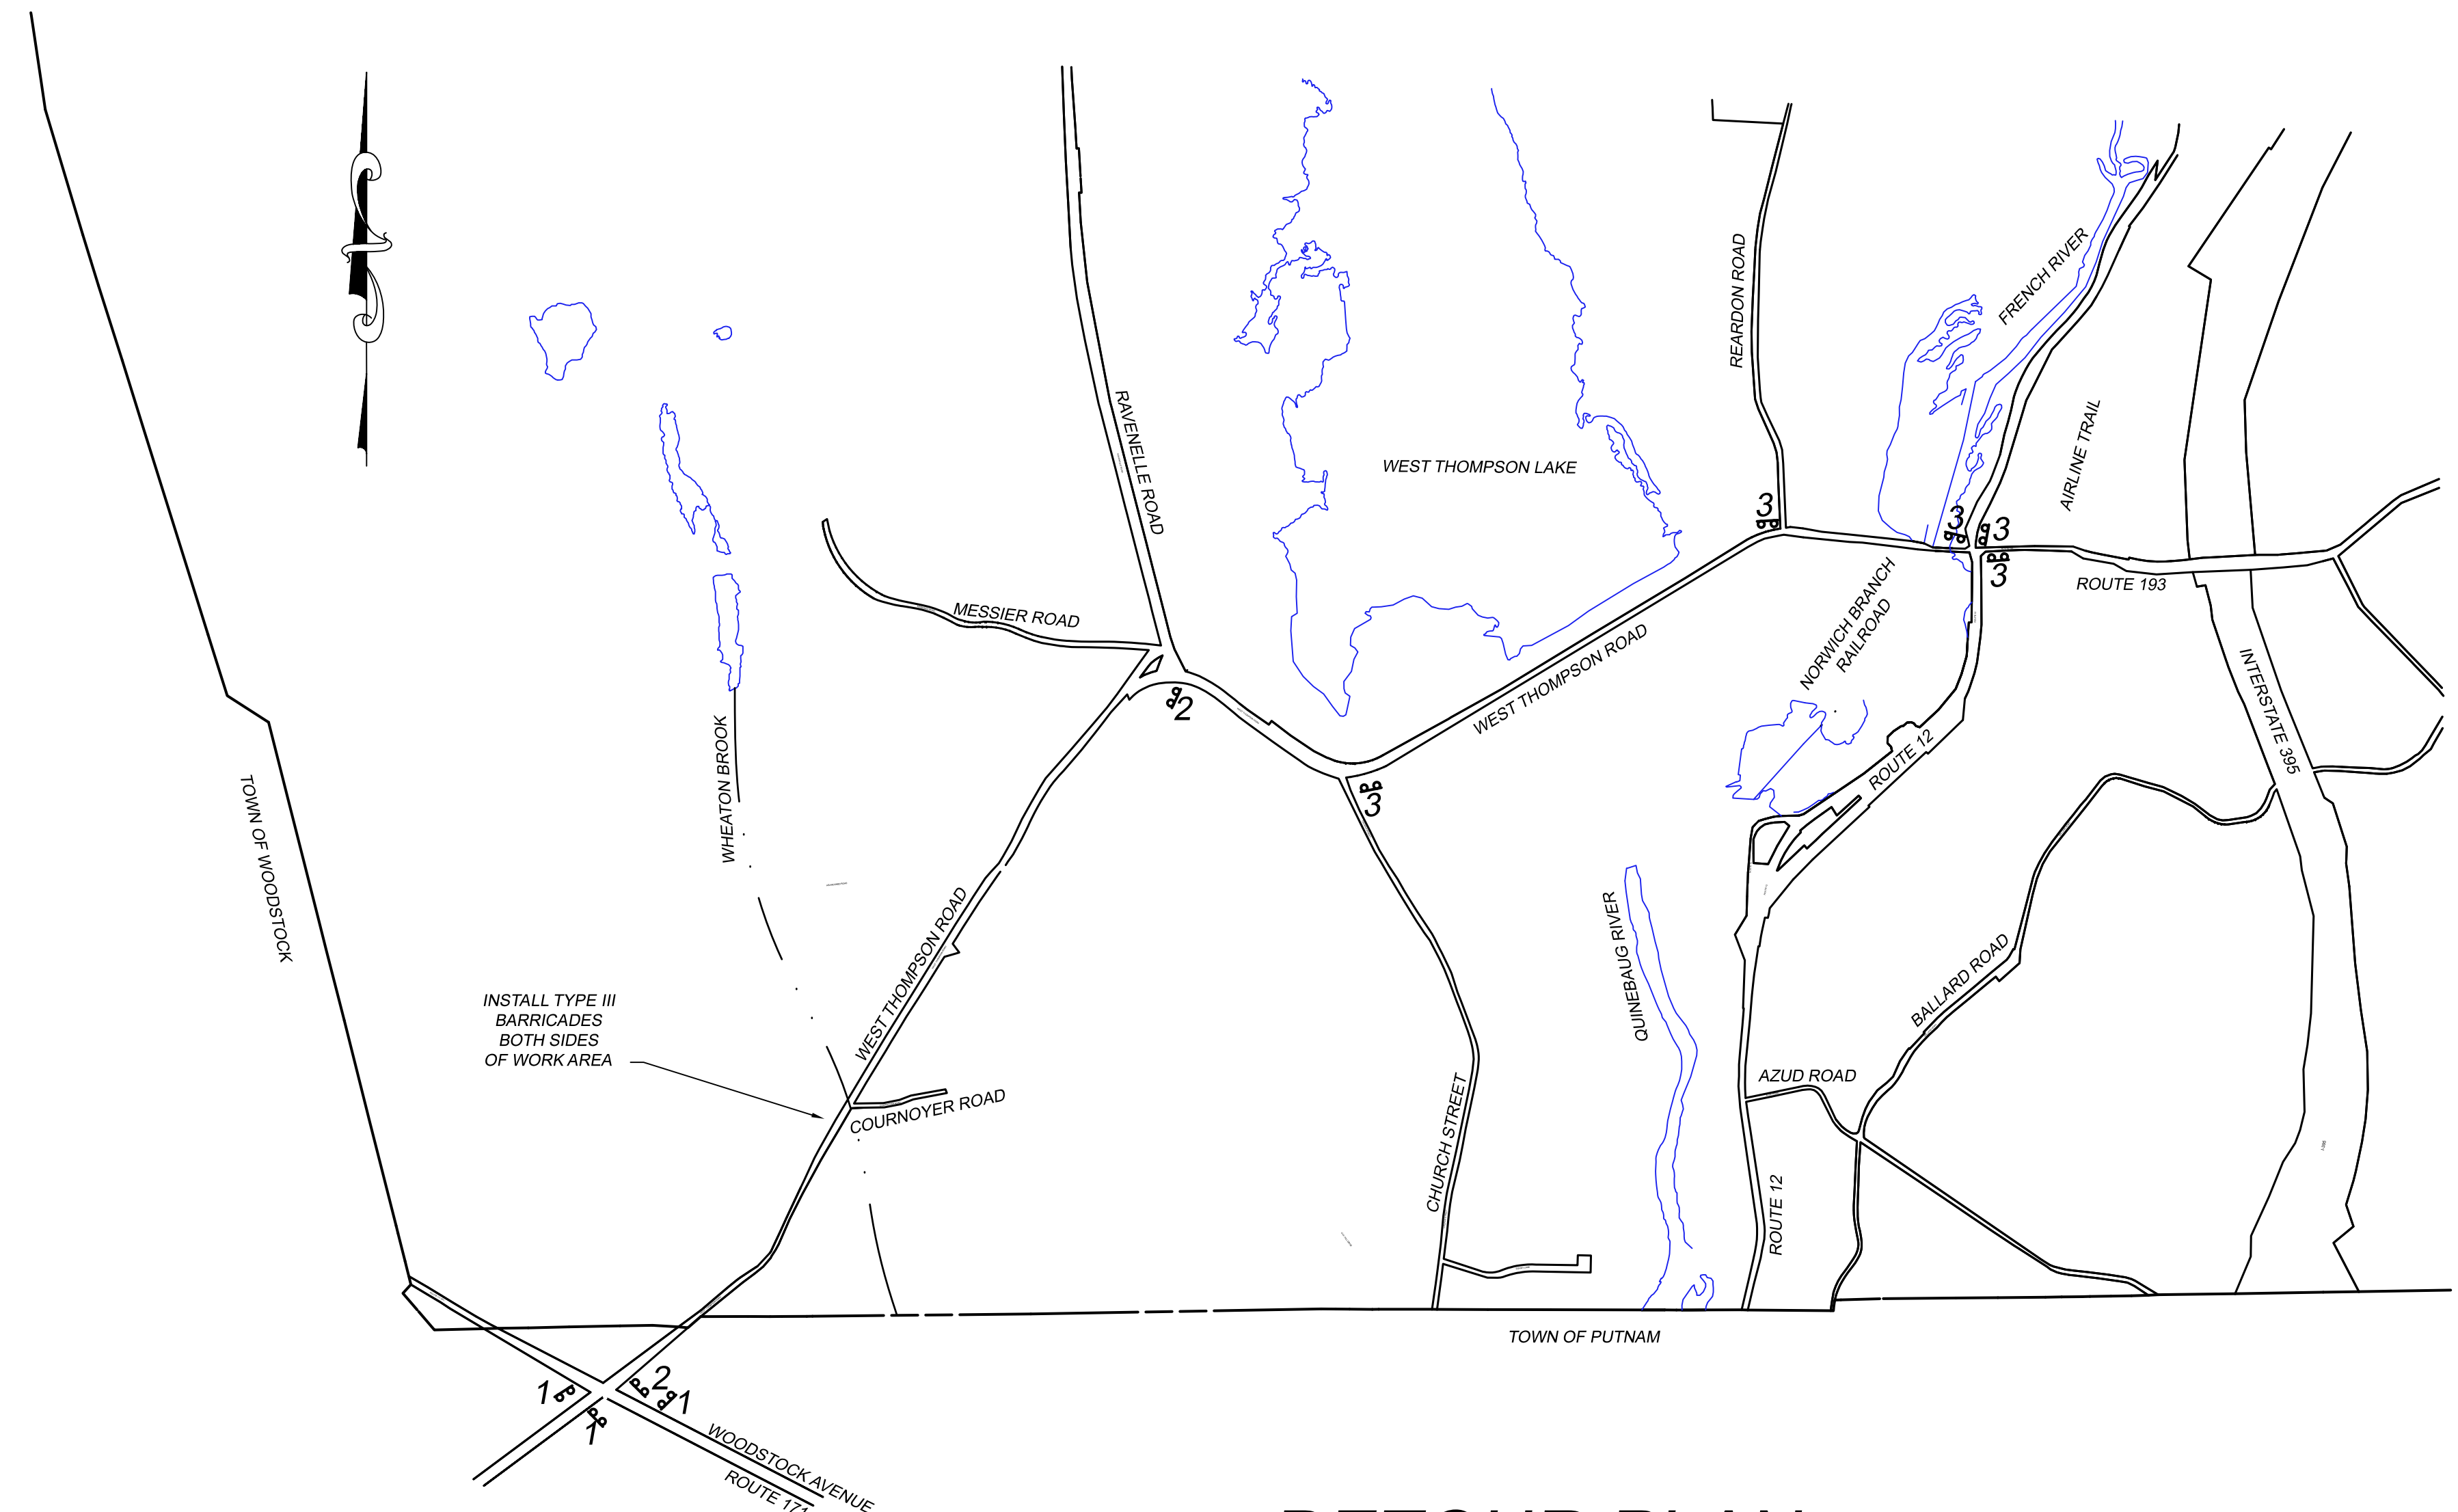 REARDON ROAD
FRENCH RIVER
RAVENELLE ROAD
AIRLINE TRAIL
WEST THOMPSON LAKE
3
3
3
3
ROUTE 193
MESSIER ROAD
NORWICH BRANCH
RAILROAD
WEST THOMPSON ROAD
2
INTERSTATE 395
WHEATON BROOK
ROUTE 12
3
TOWN OF WOODSTOCK
WEST THOMPSON ROAD
QUINEBAUG RIVER
BALLARD ROAD
INSTALL TYPE III
BARRICADES
BOTH SIDES
OF WORK AREA
AZUD ROAD
COURNOYER ROAD
CHURCH STREET
ROUTE 12
TOWN OF PUTNAM
2
1
1
1
WOODSTOCK AVENUE
ROUTE 171